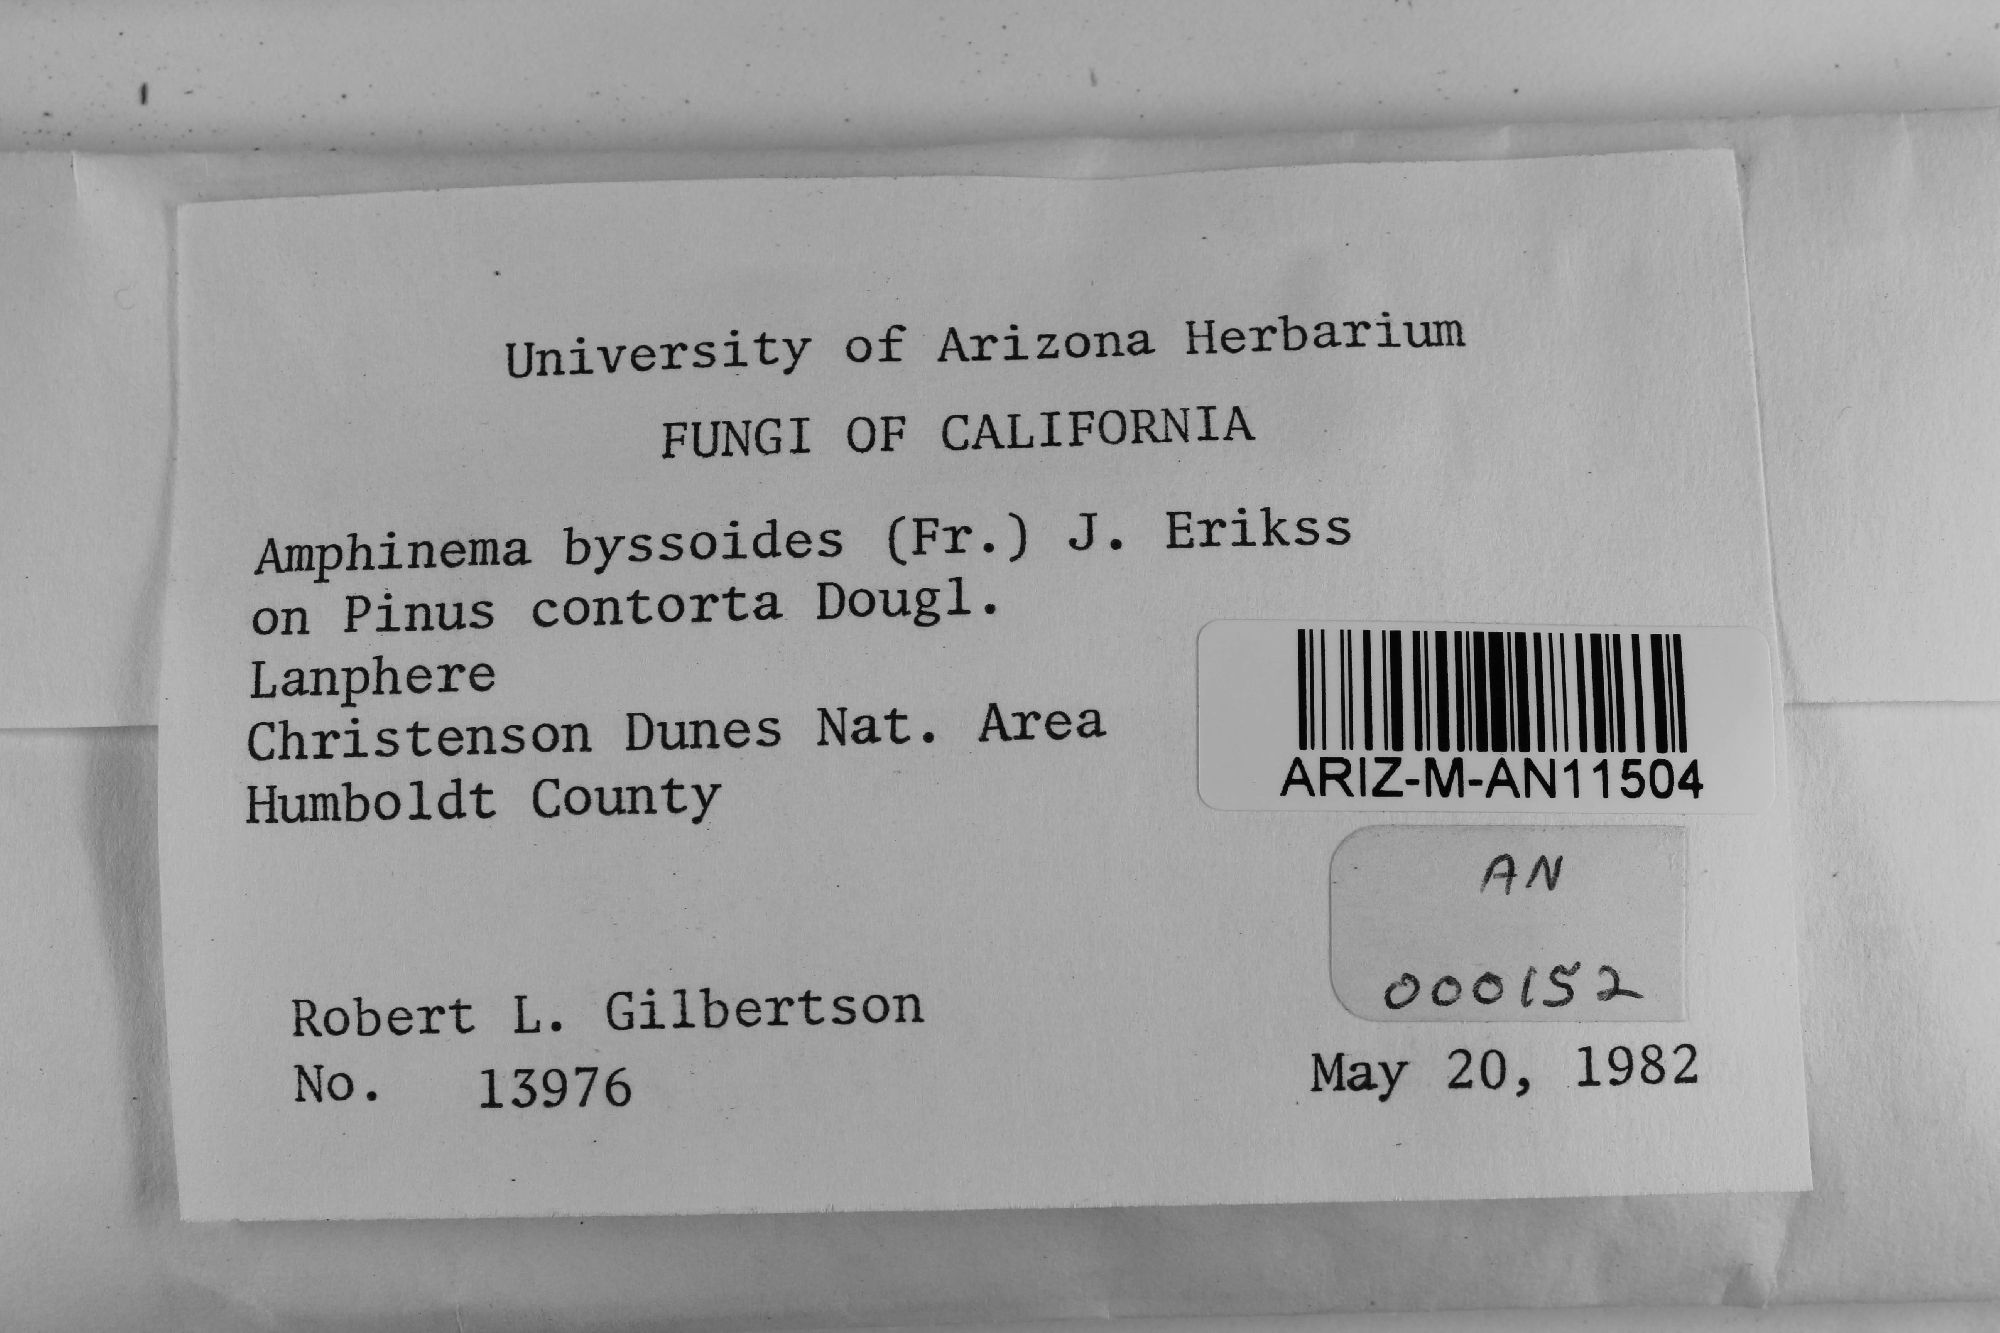 University of Arizona Herbarium
FUNGI OF CALIFORNIA
Amphinema byssoides (Fr.) J. Erikss
on Pinus contorta Dougl.
Lanphere
Christenson Dunes Nat. Area
Humboldt County
ARIZ-M-AN11504
AN
000152
Robert L. Gilbertson
No. 13976
May 20, 1982